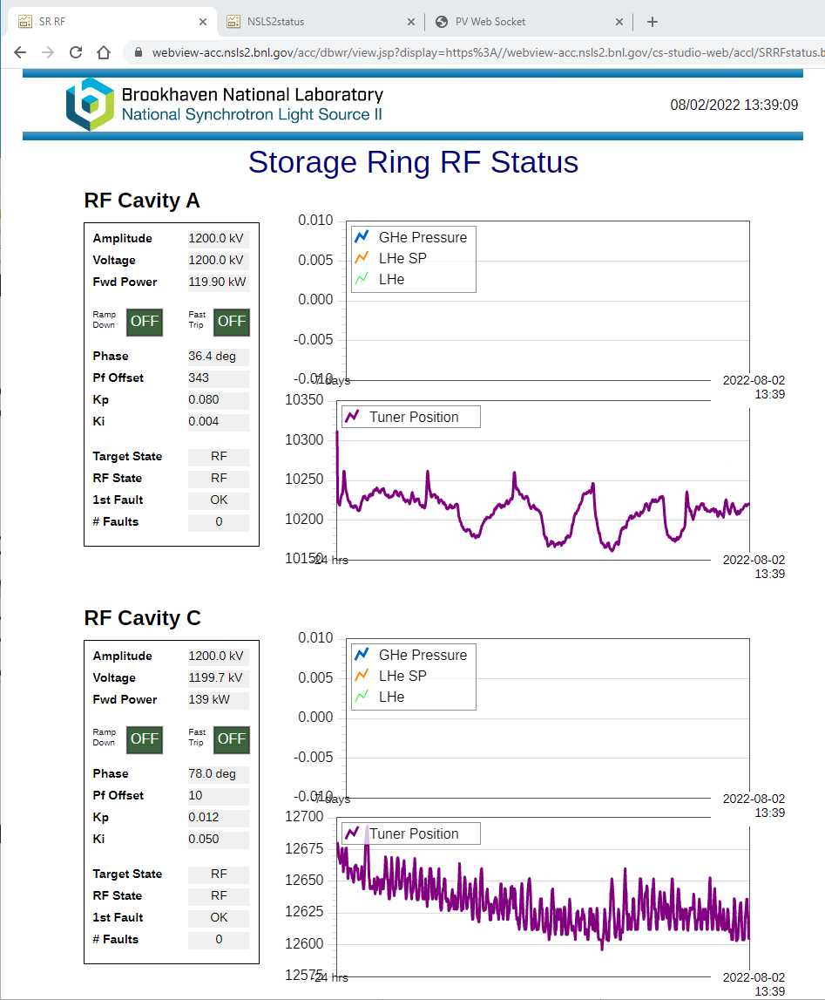 SR RF
NSLS2status
PV Web Socket
webview-acc.nsls2.bnl.gov/acc/dbwr/view.jsp?display=https%3A//webview-acc.nsls2.bnl.gov/cs-studio-web/accl/SRRFstatus.b
Brookhaven National Laboratory
National Synchrotron Light Source II
08/02/2022 13:39:09
Storage Ring RF Status
RF Cavity A
Amplitude 1200.0 kV
Voltage 1200.0 kV
Fwd Power 119.90 kW
Ramp Down OFF Fast Trip OFF
Phase 36.4 deg
Pf Offset 343
Kp 0.080
Ki 0.004
Target State RF
RF State RF
1st Fault OK
# Faults 0
0.010
0.005
0.000
-0.005
-0.010
GHe Pressure
LHe SP
LHe
-7 days
2022-08-02
13:39
10350
10300
10250
10200
10150
Tuner Position
-24 hrs
2022-08-02
13:39
RF Cavity C
Amplitude 1200.0 kV
Voltage 1199.7 kV
Fwd Power 139 kW
Ramp Down OFF Fast Trip OFF
Phase 78.0 deg
Pf Offset 10
Kp 0.012
Ki 0.050
Target State RF
RF State RF
1st Fault OK
# Faults 0
0.010
0.005
0.000
-0.005
-0.010
GHe Pressure
LHe SP
LHe
-7 days
2022-08-02
13:39
12700
12675
12650
12625
12600
12575
Tuner Position
-24 hrs
2022-08-02
13:39